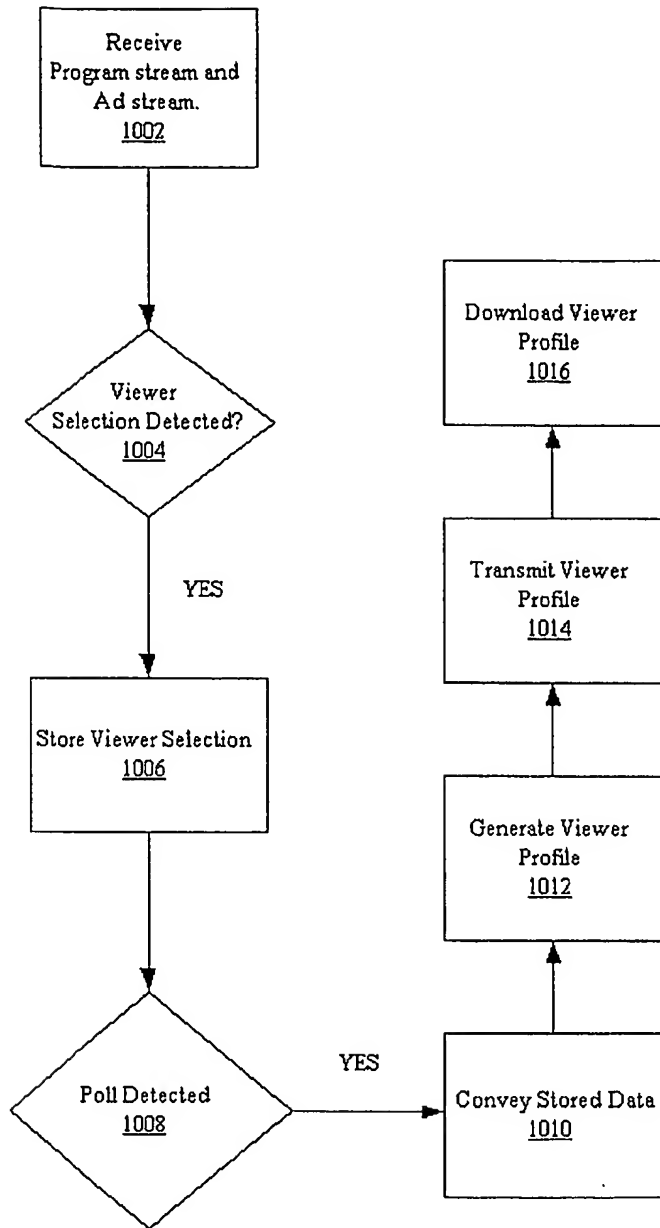 Receive
Program stream and
Ad stream.
1002
Viewer
Selection Detected?
1004
YES
Store Viewer Selection
1006
Poll Detected
1008
YES
Convey Stored Data
1010
Generate Viewer
Profile
1012
Transmit Viewer
Profile
1014
Download Viewer
Profile
1016